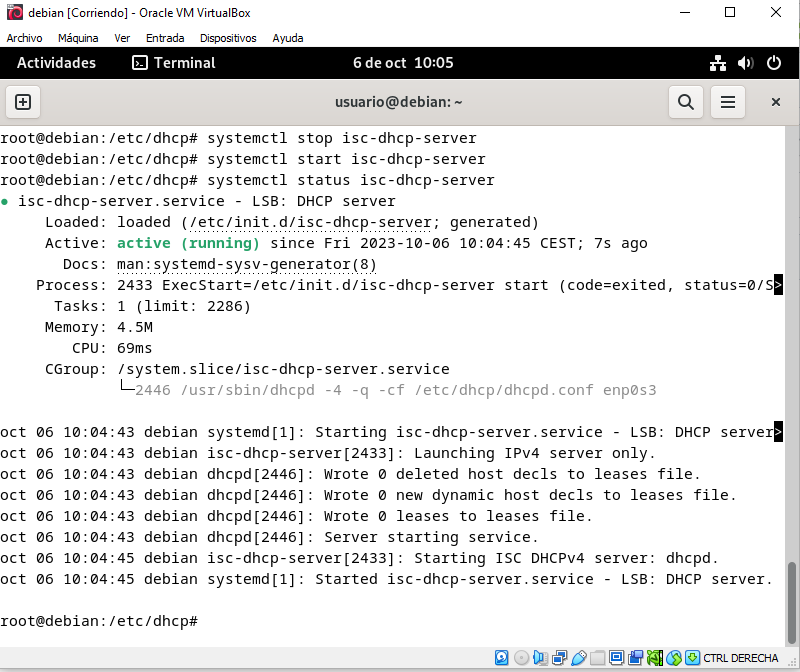 debian [Corriendo] - Oracle VM VirtualBox
Archivo Máquina Ver Entrada Dispositivos Ayuda
Actividades Terminal 6 de oct 10:05
usuario@debian: ~
root@debian:/etc/dhcp# systemctl stop isc-dhcp-server
root@debian:/etc/dhcp# systemctl start isc-dhcp-server
root@debian:/etc/dhcp# systemctl status isc-dhcp-server
● isc-dhcp-server.service - LSB: DHCP server
Loaded: loaded (/etc/init.d/isc-dhcp-server; generated)
Active: active (running) since Fri 2023-10-06 10:04:45 CEST; 7s ago
Docs: man:systemd-sysv-generator(8)
Process: 2433 ExecStart=/etc/init.d/isc-dhcp-server start (code=exited, status=0/S>
Tasks: 1 (limit: 2286)
Memory: 4.5M
CPU: 69ms
CGroup: /system.slice/isc-dhcp-server.service
└─2446 /usr/sbin/dhcpd -4 -q -cf /etc/dhcp/dhcpd.conf enp0s3
oct 06 10:04:43 debian systemd[1]: Starting isc-dhcp-server.service - LSB: DHCP server>
oct 06 10:04:43 debian isc-dhcp-server[2433]: Launching IPv4 server only.
oct 06 10:04:43 debian dhcpd[2446]: Wrote 0 deleted host decls to leases file.
oct 06 10:04:43 debian dhcpd[2446]: Wrote 0 new dynamic host decls to leases file.
oct 06 10:04:43 debian dhcpd[2446]: Wrote 0 leases to leases file.
oct 06 10:04:43 debian dhcpd[2446]: Server starting service.
oct 06 10:04:45 debian isc-dhcp-server[2433]: Starting ISC DHCPv4 server: dhcpd.
oct 06 10:04:45 debian systemd[1]: Started isc-dhcp-server.service - LSB: DHCP server.
root@debian:/etc/dhcp#
CTRL DERECHA